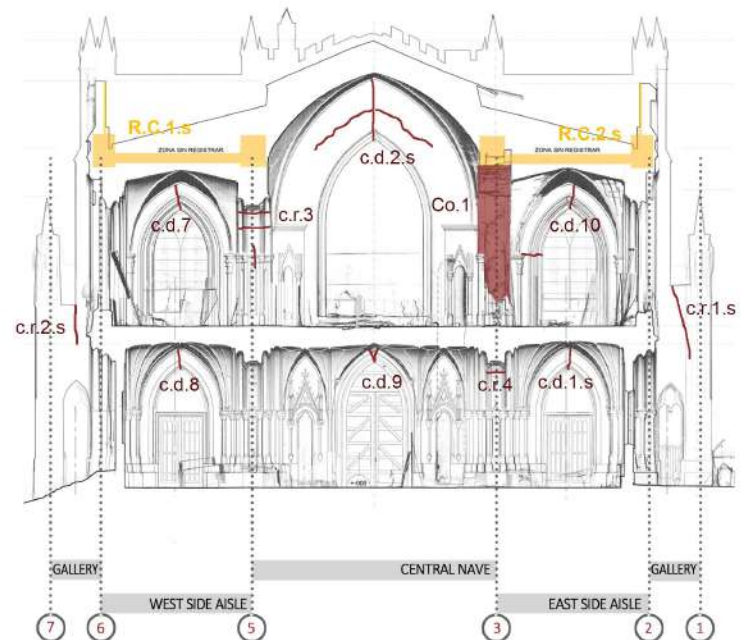 R.C.1.s
R.C.2.s
ZONA SIN REGISTRAR
ZONA SIN REGISTRAR
c.d.2.s
c.d.7
c.r.3
Co.1
c.d.10
c.r.2.s
c.r.1.s
c.d.8
c.d.9
c.r.4
c.d.1.s
GALLERY
CENTRAL NAVE
GALLERY
WEST SIDE AISLE
EAST SIDE AISLE
7
6
5
3
2
1